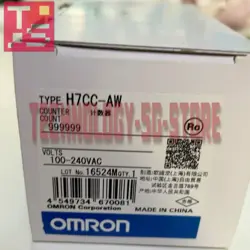 TYPE H7CC-AW
COUNTER 计数器
COUNT
999999
TECHNOLOGY-SG-STORE
VOLTS
100-240VAC
LOT No. 16524M QTY. 1
4 549734 670081
OMRON
OMRON Corporation
MADE IN CHINA